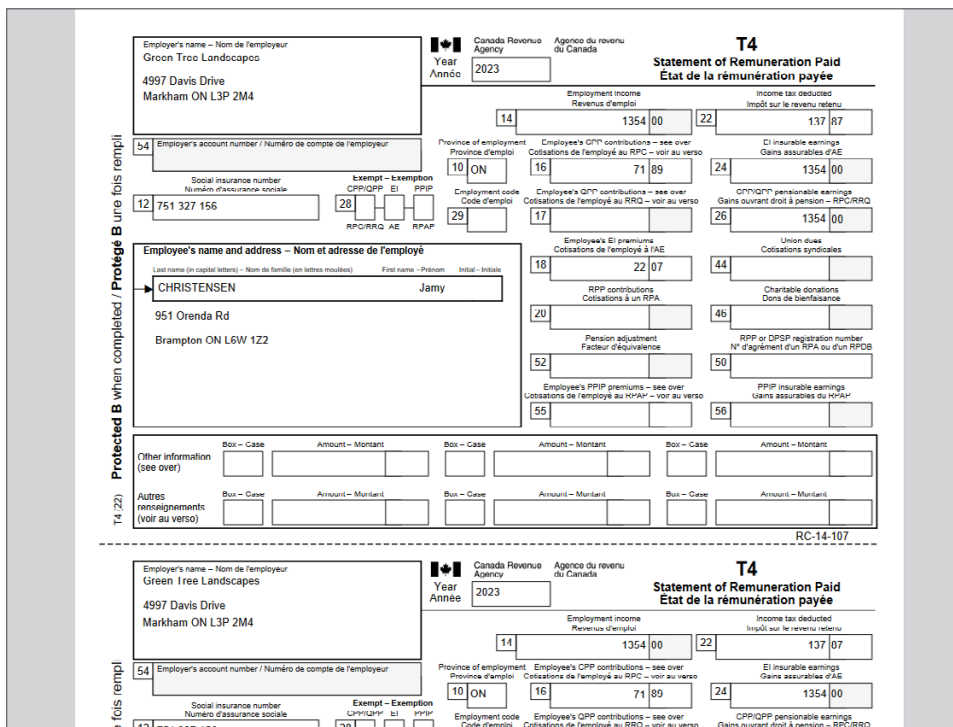 Employer's name – Nom de l'employeur
Green Tree Landscapes
4997 Davis Drive
Markham ON L3P 2M4
Canada Revenue Agency
Agence du revenu du Canada
Year
Année
2023
T4
Statement of Remuneration Paid
État de la rémunération payée
Employment income
Revenus d'emploi
14 1354 00
Income tax deducted
Impôt sur le revenu retenu
22 137 87
54 Employer's account number / Numéro de compte de l'employeur
Province of employment
Province d'emploi
10 ON
Employee's CPP contributions – see over
Cotisations de l'employé au RPC – voir au verso
16 71 89
EI insurable earnings
Gains assurables d'AE
24 1354 00
Social insurance number
Numéro d'assurance sociale
12 751 327 156
Exempt – Exemption
CPP/QPP EI PPIP
28
RPC/RRQ AE RPAP
Employment code
Code d'emploi
29
Employee's QPP contributions – see over
Cotisations de l'employé au RRQ – voir au verso
17
CPP/QPP pensionable earnings
Gains ouvrant droit à pension – RPC/RRQ
26 1354 00
Employee's name and address – Nom et adresse de l'employé
Last name (in capital letters) – Nom de famille (en lettres moulées) First name – Prénom Initial – Initiale
CHRISTENSEN Jamy
951 Orenda Rd
Brampton ON L6W 1Z2
Employee's EI premiums
Cotisations de l'employé à l'AE
18 22 07
Union dues
Cotisations syndicales
44
RPP contributions
Cotisations à un RPA
20
Charitable donations
Dons de bienfaisance
46
Pension adjustment
Facteur d'équivalence
52
RPP or DPSP registration number
N° d'agrément d'un RPA ou d'un RPDB
50
Employee's PPIP premiums – see over
Cotisations de l'employé au RPAP – voir au verso
55
PPIP insurable earnings
Gains assurables du RPAP
56
Other information
(see over)
Box – Case Amount – Montant Box – Case Amount – Montant Box – Case Amount – Montant
Autres
renseignements
(voir au verso)
Box – Case Amount – Montant Box – Case Amount – Montant Box – Case Amount – Montant
T4 (22) Protected B when completed / Protégé B une fois rempli
RC-14-107
Employer's name – Nom de l'employeur
Green Tree Landscapes
4997 Davis Drive
Markham ON L3P 2M4
Canada Revenue Agency
Agence du revenu du Canada
Year
Année
2023
T4
Statement of Remuneration Paid
État de la rémunération payée
Employment income
Revenus d'emploi
14 1354 00
Income tax deducted
Impôt sur le revenu retenu
22 137 87
54 Employer's account number / Numéro de compte de l'employeur
Province of employment
Province d'emploi
10 ON
Employee's CPP contributions – see over
Cotisations de l'employé au RPC – voir au verso
16 71 89
EI insurable earnings
Gains assurables d'AE
24 1354 00
Social insurance number
Numéro d'assurance sociale
Exempt – Exemption
CPP/QPP EI PPIP
Employment code
Code d'emploi
Employee's QPP contributions – see over
Cotisations de l'employé au RRQ – voir au verso
CPP/QPP pensionable earnings
Gains ouvrant droit à pension – RPC/RRQ
fois rempli